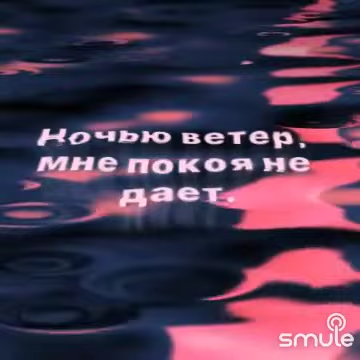 Ночью ветер,
мне покоя не
дает.
smule